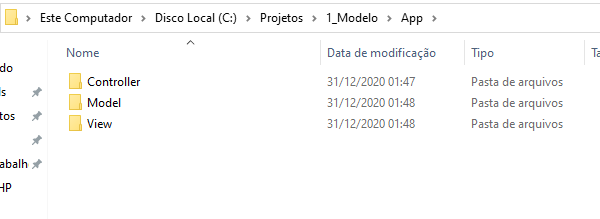 Este Computador > Disco Local (C:) > Projetos > 1_Modelo > App >
Nome Data de modificação Tipo Ta
do
Controller 31/12/2020 01:47 Pasta de arquivos
ls
Model 31/12/2020 01:48 Pasta de arquivos
tos
View 31/12/2020 01:48 Pasta de arquivos
abalh
HP